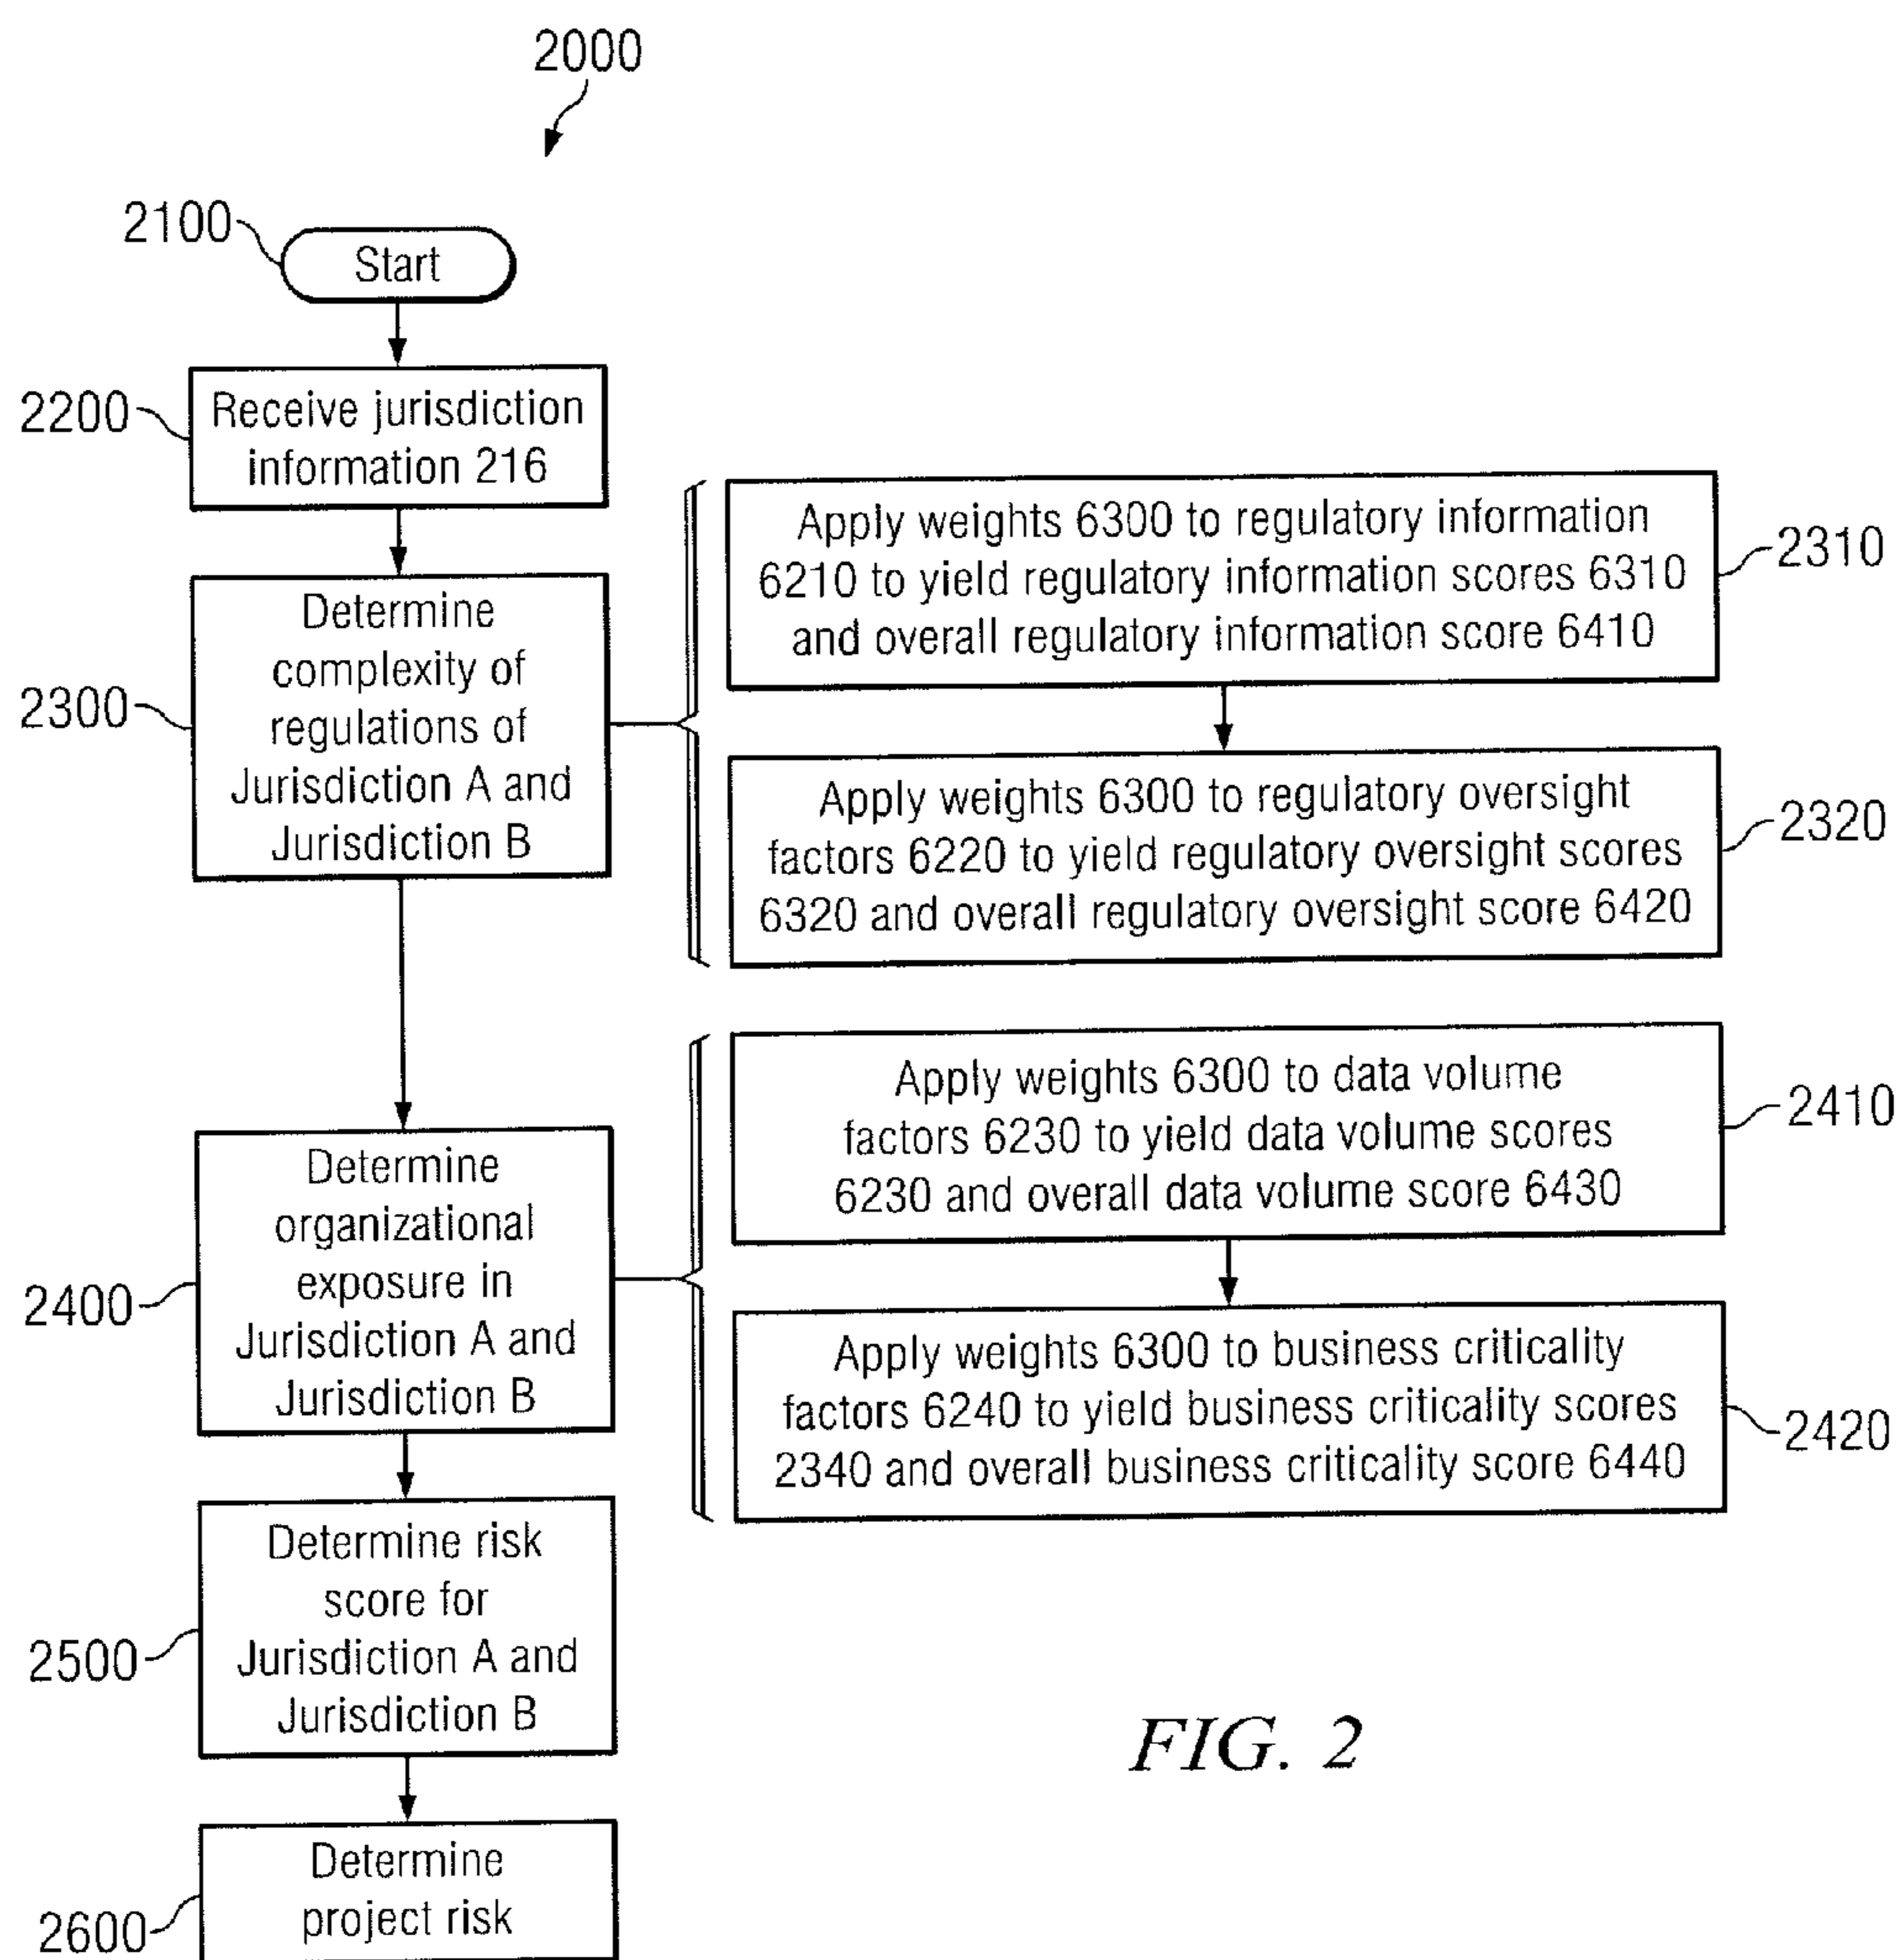 2000
2100
Start
2200
Receive jurisdiction
information 216
2300
Determine
complexity of
regulations of
Jurisdiction A and
Jurisdiction B
Apply weights 6300 to regulatory information
6210 to yield regulatory information scores 6310
and overall regulatory information score 6410
2310
Apply weights 6300 to regulatory oversight
factors 6220 to yield regulatory oversight scores
6320 and overall regulatory oversight score 6420
2320
2400
Determine
organizational
exposure in
Jurisdiction A and
Jurisdiction B
Apply weights 6300 to data volume
factors 6230 to yield data volume scores
6230 and overall data volume score 6430
2410
Apply weights 6300 to business criticality
factors 6240 to yield business criticality scores
2340 and overall business criticality score 6440
2420
2500
Determine risk
score for
Jurisdiction A and
Jurisdiction B
2600
Determine
project risk
FIG. 2